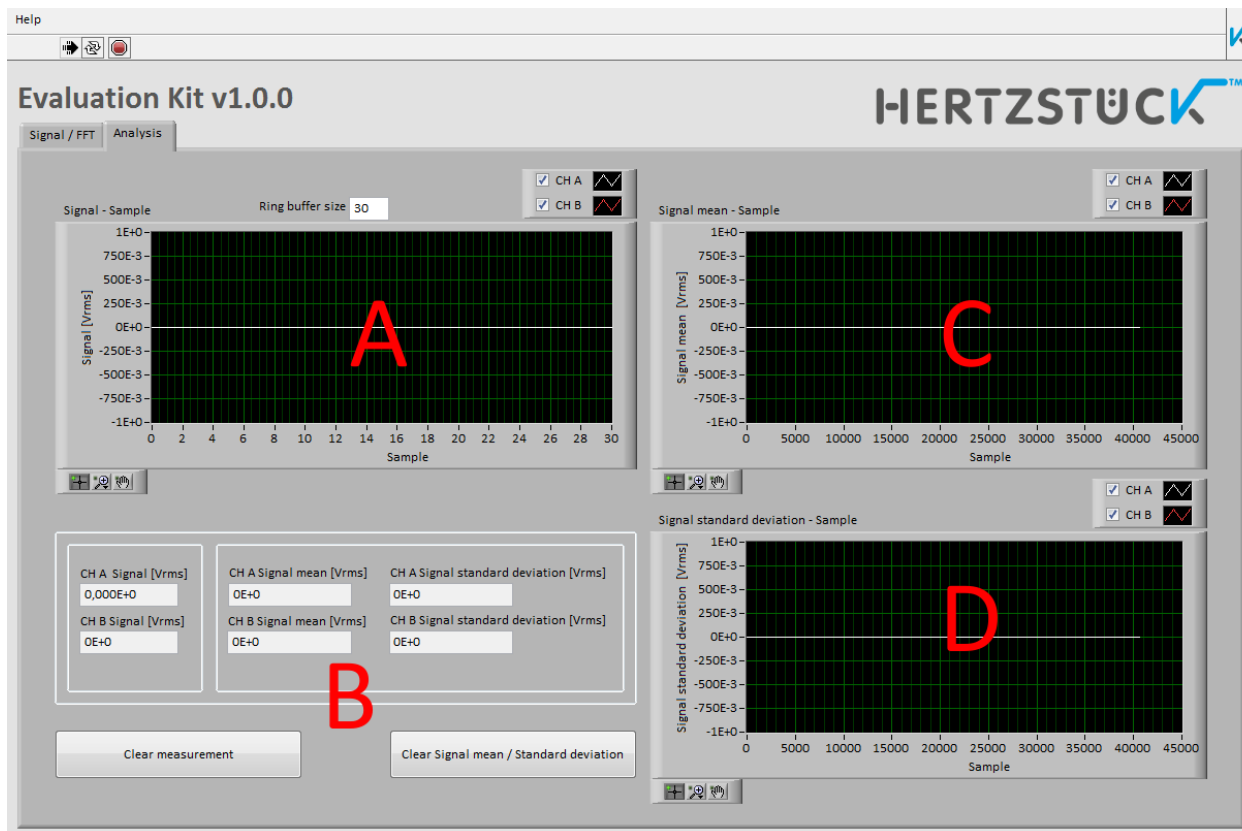 Help
Evaluation Kit v1.0.0
HERTZSTÜCK™
Signal / FFT
Analysis
CH A
CH B
Signal - Sample
Ring buffer size 30
1E+0
750E-3
500E-3
250E-3
0E+0
-250E-3
-500E-3
-750E-3
-1E+0
Signal [Vrms]
0 2 4 6 8 10 12 14 16 18 20 22 24 26 28 30
Sample
A
CH A
CH B
Signal mean - Sample
1E+0
750E-3
500E-3
250E-3
0E+0
-250E-3
-500E-3
-750E-3
-1E+0
Signal mean [Vrms]
0 5000 10000 15000 20000 25000 30000 35000 40000 45000
Sample
C
CH A Signal [Vrms]
0,000E+0
CH B Signal [Vrms]
0E+0
CH A Signal mean [Vrms]
0E+0
CH B Signal mean [Vrms]
0E+0
CH A Signal standard deviation [Vrms]
0E+0
CH B Signal standard deviation [Vrms]
0E+0
B
Clear measurement
Clear Signal mean / Standard deviation
CH A
CH B
Signal standard deviation - Sample
1E+0
750E-3
500E-3
250E-3
0E+0
-250E-3
-500E-3
-750E-3
-1E+0
Signal standard deviation [Vrms]
0 5000 10000 15000 20000 25000 30000 35000 40000 45000
Sample
D